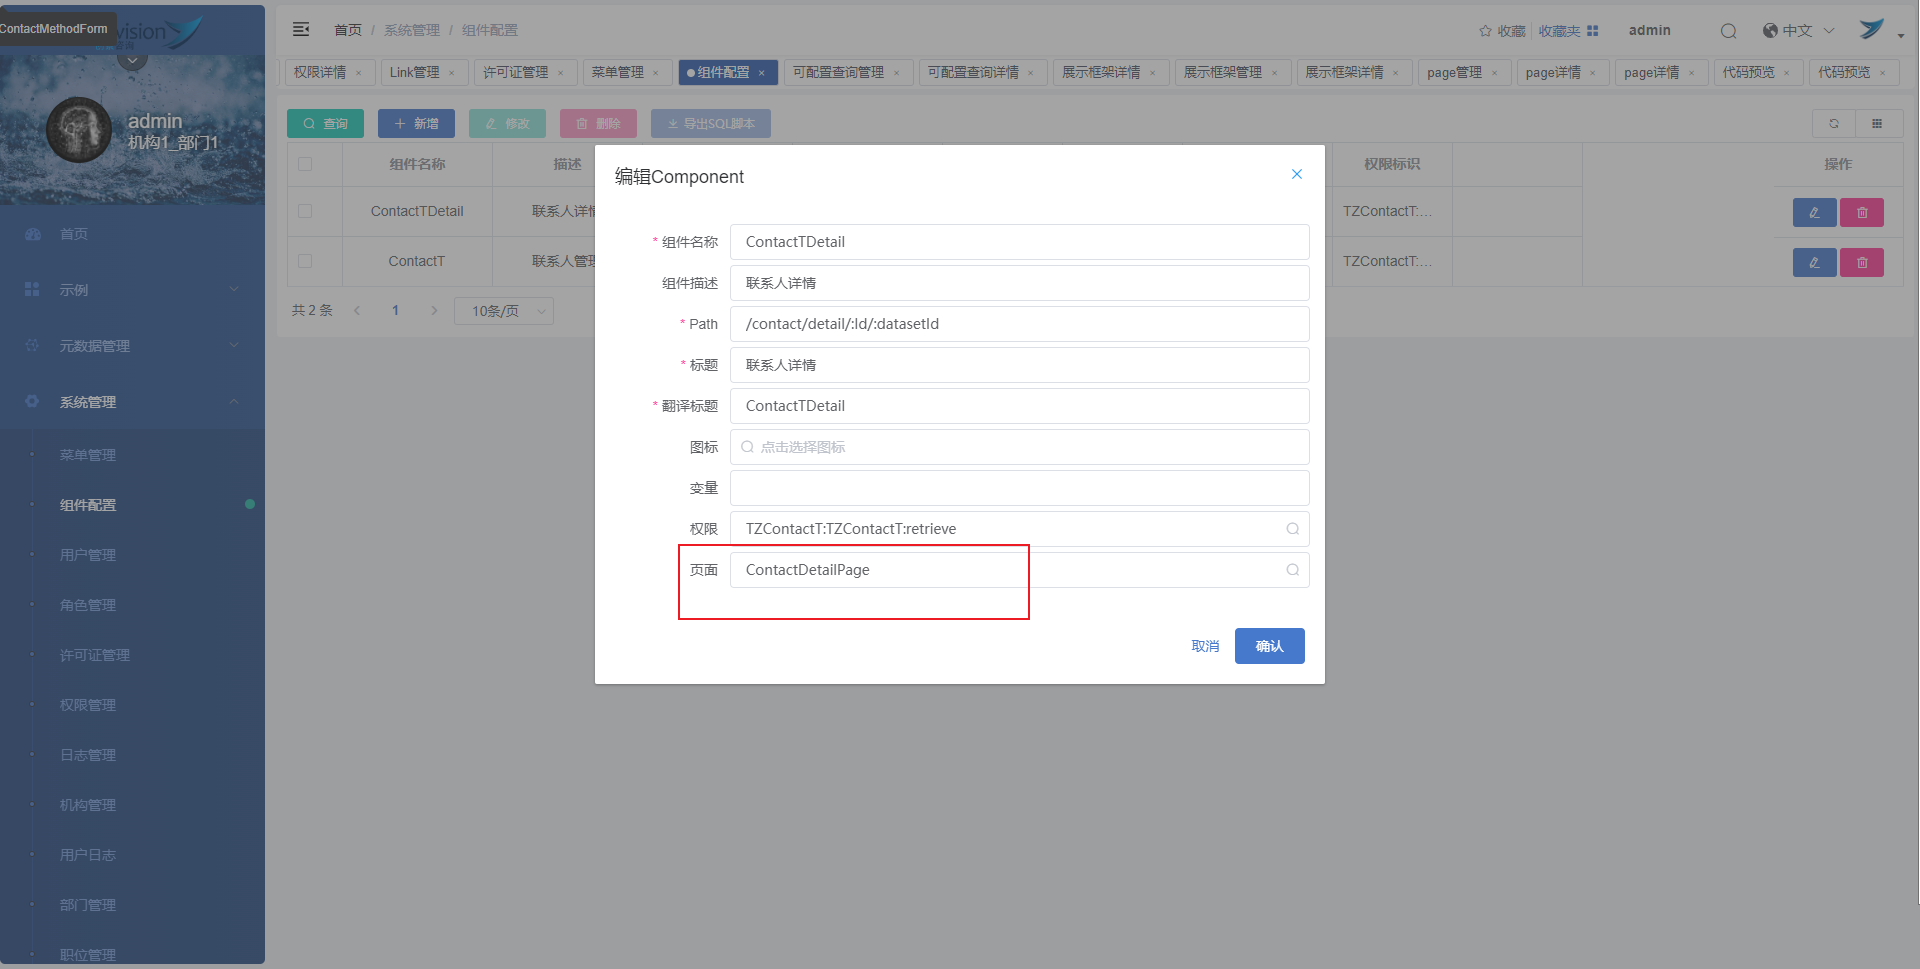 ContactMethodForm
vision
admin
机构1_部门1
首页
示例
元数据管理
系统管理
菜单管理
组件配置
用户管理
角色管理
许可证管理
权限管理
日志管理
机构管理
用户日志
部门管理
职位管理
首页 / 系统管理 / 组件配置
收藏 收藏夹 admin 中文
权限详情 × Link管理 × 许可证管理 × 菜单管理 × 组件配置 × 可配置查询管理 × 可配置查询详情 × 展示框架详情 × 展示框架管理 × 展示框架详情 × page管理 × page详情 × page详情 × 代码预览 × 代码预览 ×
查询 新增 修改 删除 导出SQL脚本
组件名称 描述 权限标识 操作
ContactTDetail 联系人详情 TZContactT:...
ContactT 联系人管理 TZContactT:...
共 2 条 1 10条/页
编辑Component
* 组件名称 ContactTDetail
组件描述 联系人详情
* Path /contact/detail/:Id/:datasetId
* 标题 联系人详情
* 翻译标题 ContactTDetail
图标 点击选择图标
变量
权限 TZContactT:TZContactT:retrieve
页面 ContactDetailPage
取消 确认